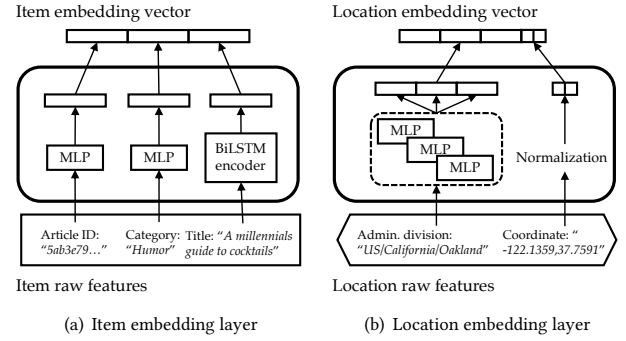 Item embedding vector
MLP
MLP
BiLSTM
encoder
Article ID:
“5ab3e79…”
Category:
“Humor”
Title: “A millennials
guide to cocktails”
Item raw features
(a) Item embedding layer
Location embedding vector
MLP
MLP
MLP
Normalization
Admin. division:
“US/California/Oakland”
Coordinate: “
-122.1359,37.7591”
Location raw features
(b) Location embedding layer